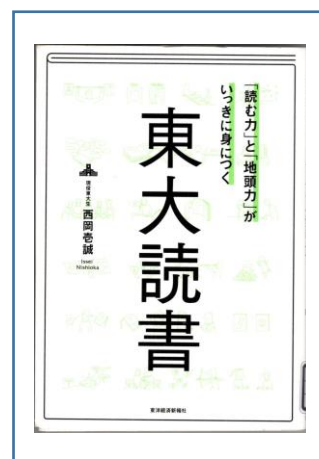 「読む力」と「地頭力」が
いっきに身につく
東大読書
現役東大生
西岡壱誠
Issei
Nishioka
東洋経済新報社